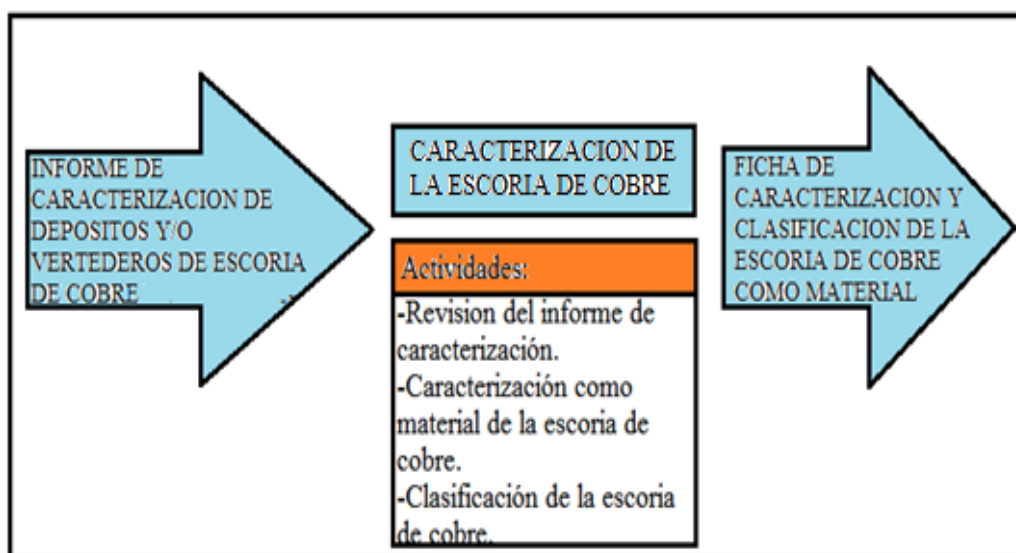 INFORME DE
CARACTERIZACION DE
DEPOSITOS Y/O
VERTEDEROS DE ESCORIA
DE COBRE
CARACTERIZACION DE
LA ESCORIA DE COBRE
Actividades:
-Revision del informe de
caracterización.
-Caracterización como
material de la escoria de
cobre.
-Clasificación de la escoria
de cobre.
FICHA DE
CARACTERIZACION Y
CLASIFICACION DE LA
ESCORIA DE COBRE
COMO MATERIAL